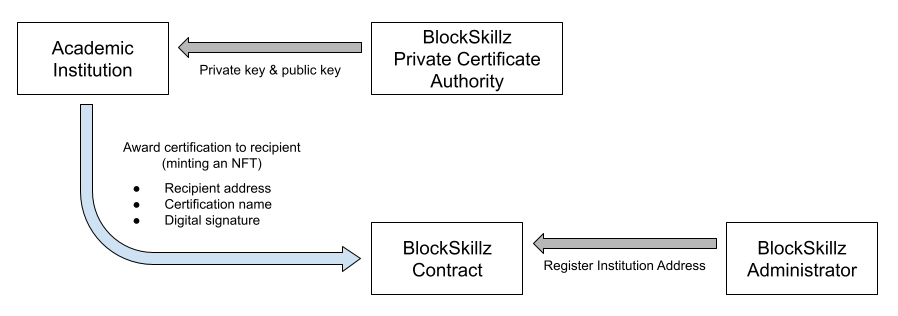 Academic
Institution
Private key & public key
BlockSkillz
Private Certificate
Authority
Award certification to recipient
(minting an NFT)
● Recipient address
● Certification name
● Digital signature
BlockSkillz
Contract
Register Institution Address
BlockSkillz
Administrator